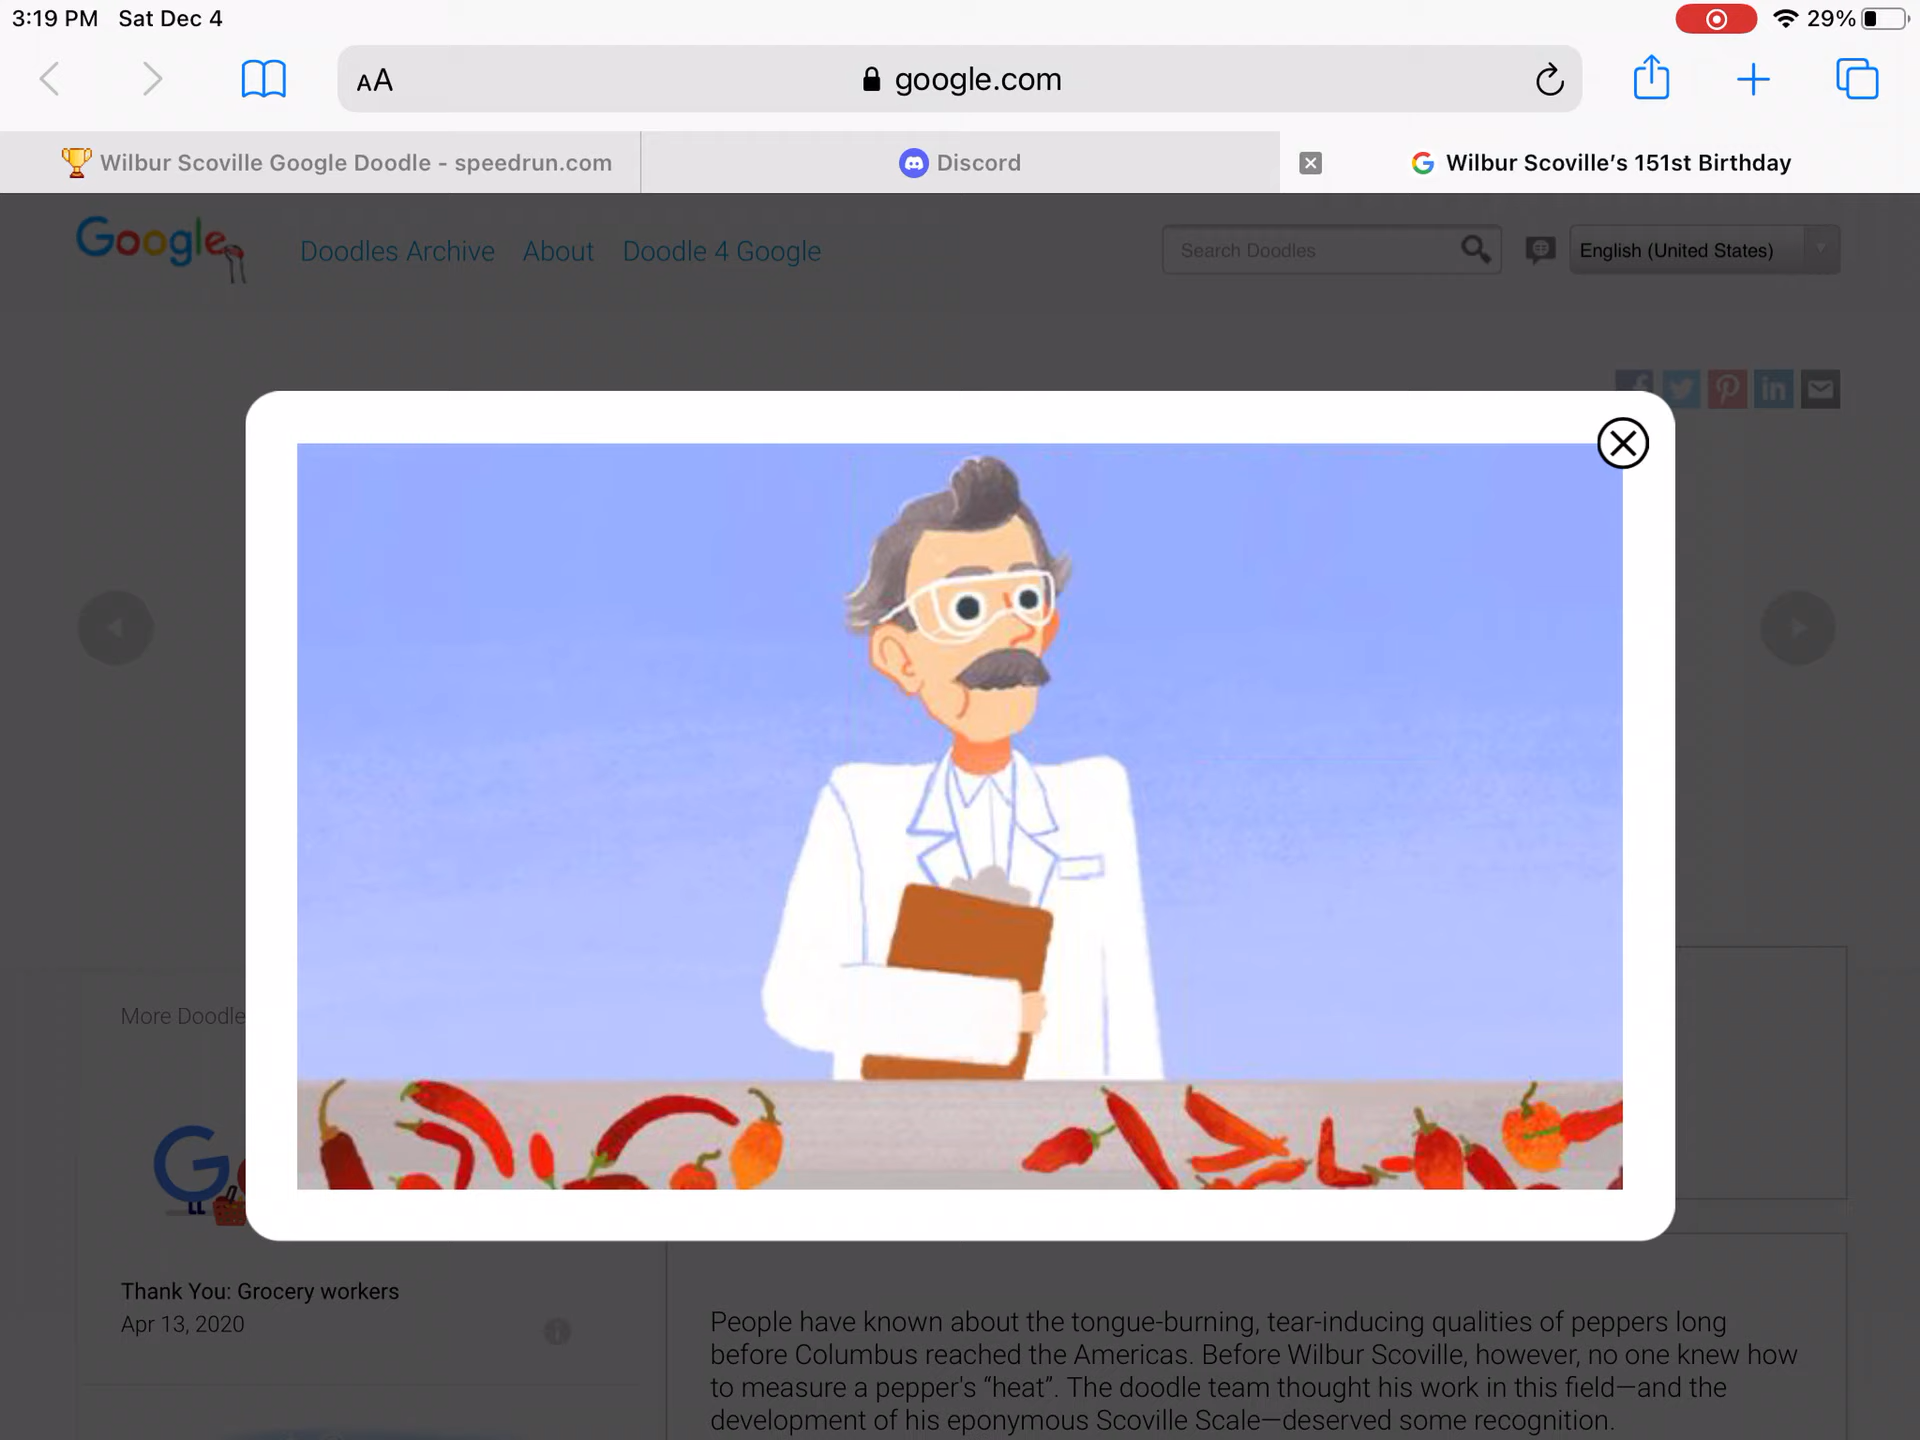 3:19 PM Sat Dec 4
29%
AA
google.com
Wilbur Scoville Google Doodle - speedrun.com
Discord
Wilbur Scoville's 151st Birthday
Google
Doodles Archive
About
Doodle 4 Google
Search Doodles
English (United States)
More Doodle
Thank You: Grocery workers
Apr 13, 2020
People have known about the tongue-burning, tear-inducing qualities of peppers long
before Columbus reached the Americas. Before Wilbur Scoville, however, no one knew how
to measure a pepper's “heat”. The doodle team thought his work in this field—and the
development of his eponymous Scoville Scale—deserved some recognition.